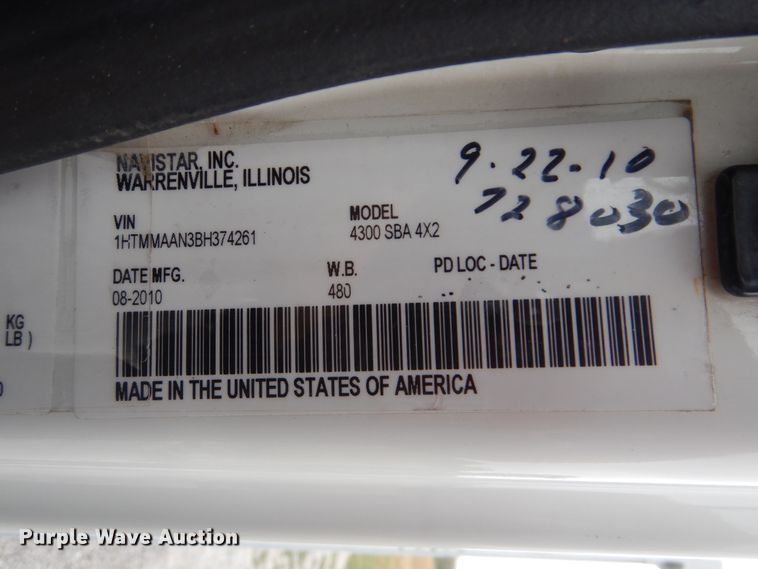 NAVISTAR, INC.
WARRENVILLE, ILLINOIS
9-22-10
728030
VIN
1HTMMAAN3BH374261
MODEL
4300 SBA 4X2
DATE MFG.
08-2010
W.B.
480
PD LOC - DATE
KG
LB )
MADE IN THE UNITED STATES OF AMERICA
Purple Wave Auction